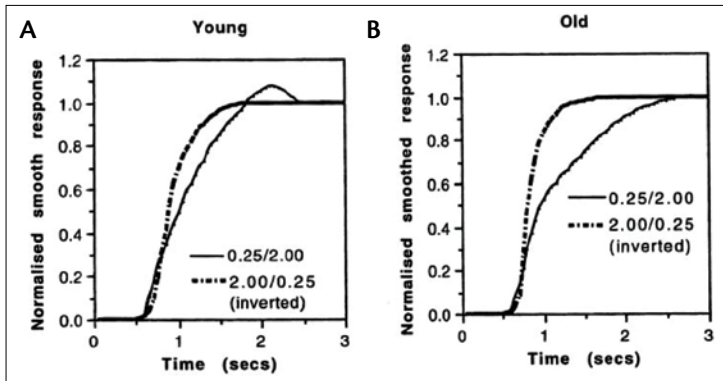 A
Young
Normalised smooth response
1.2
1.0
0.8
0.6
0.4
0.2
0.0
0.25/2.00
2.00/0.25
(inverted)
0
1
2
3
Time (secs)
B
Old
Normalised smoothed response
1.2
1.0
0.8
0.6
0.4
0.2
0.0
0.25/2.00
2.00/0.25
(inverted)
0
1
2
3
Time (secs)